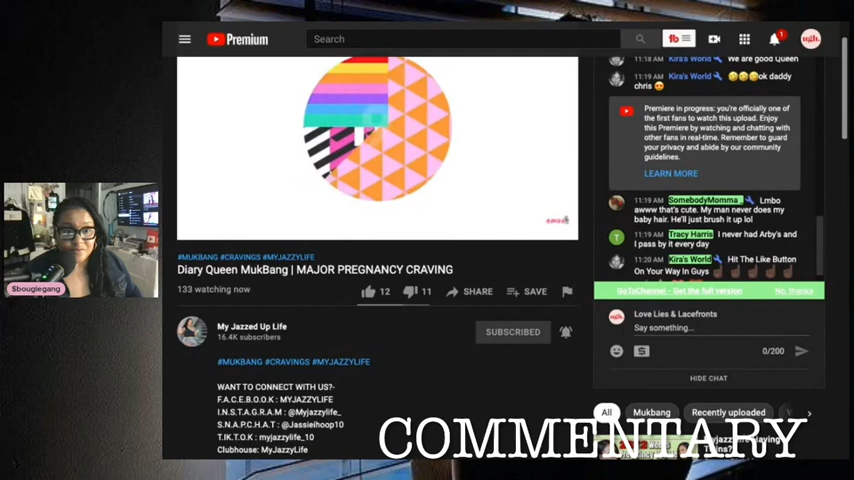 Premium
Search
1
ugh.
11:18 AM Kira's World We are good Queen
11:19 AM Kira's World ok daddy
chris
Premiere in progress: you're officially one of
the first fans to watch this upload. Enjoy
this Premiere by watching and chatting with
other fans in real-time. Remember to guard
your privacy and abide by our community
guidelines.
LEARN MORE
11:19 AM SomebodyMomma_ Lmbo
awww that's cute. My man never does my
baby hair. He'll just brush it up lol
T
11:19 AM Tracy Harris I never had Arby's and
I pass by it every day
11:20 AM Kira's World Hit The Like Button
On Your Way In Guys
GoToChannel - Get the full version No, thanks
Love Lies & Lacefronts
Say something...
S
0/200
HIDE CHAT
All Mukbang Recently uploaded
#MUKBANG #CRAVINGS #MYJAZZYLIFE
Diary Queen MukBang | MAJOR PREGNANCY CRAVING
133 watching now
12 11 SHARE SAVE
My Jazzed Up Life
16.4K subscribers
SUBSCRIBED
#MUKBANG #CRAVINGS #MYJAZZYLIFE
WANT TO CONNECT WITH US?-
F.A.C.E.B.O.O.K : MYJAZZYLIFE
I.N.S.T.A.G.R.A.M : @Myjazzylife_
S.N.A.P.C.H.A.T : @Jassieihoop10
T.I.K.T.O.K : myjazzylife_10
Clubhouse: MyJazzyLife
$bougiegang
COMMENTARY